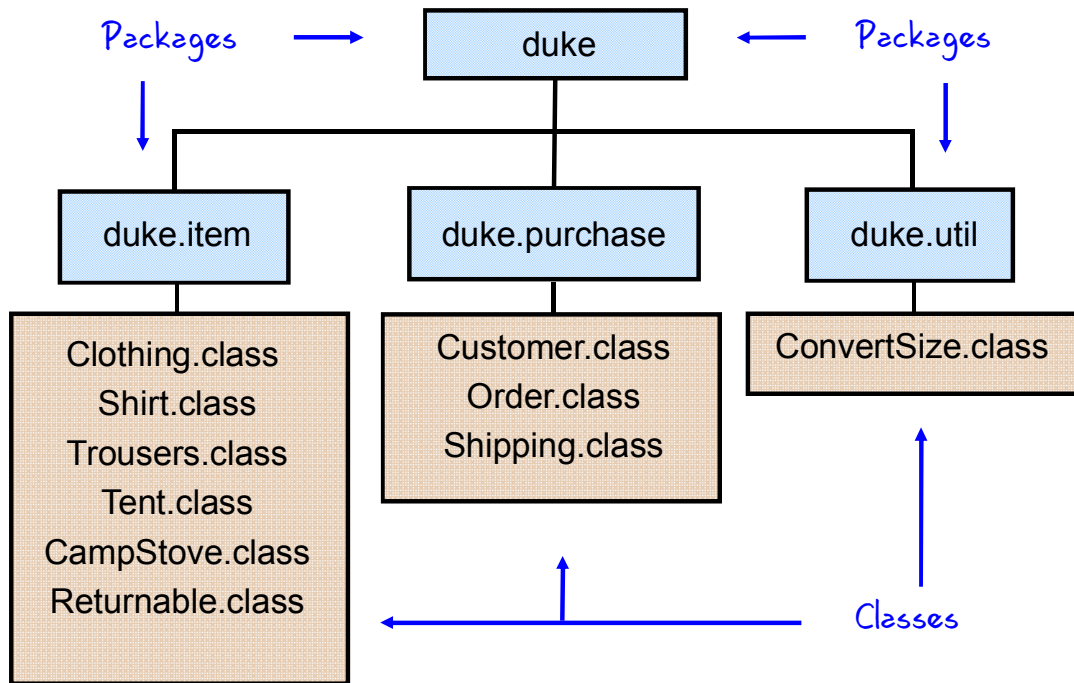 Packages
duke
Packages
duke.item
duke.purchase
duke.util
Clothing.class
Shirt.class
Trousers.class
Tent.class
CampStove.class
Returnable.class
Customer.class
Order.class
Shipping.class
ConvertSize.class
Classes